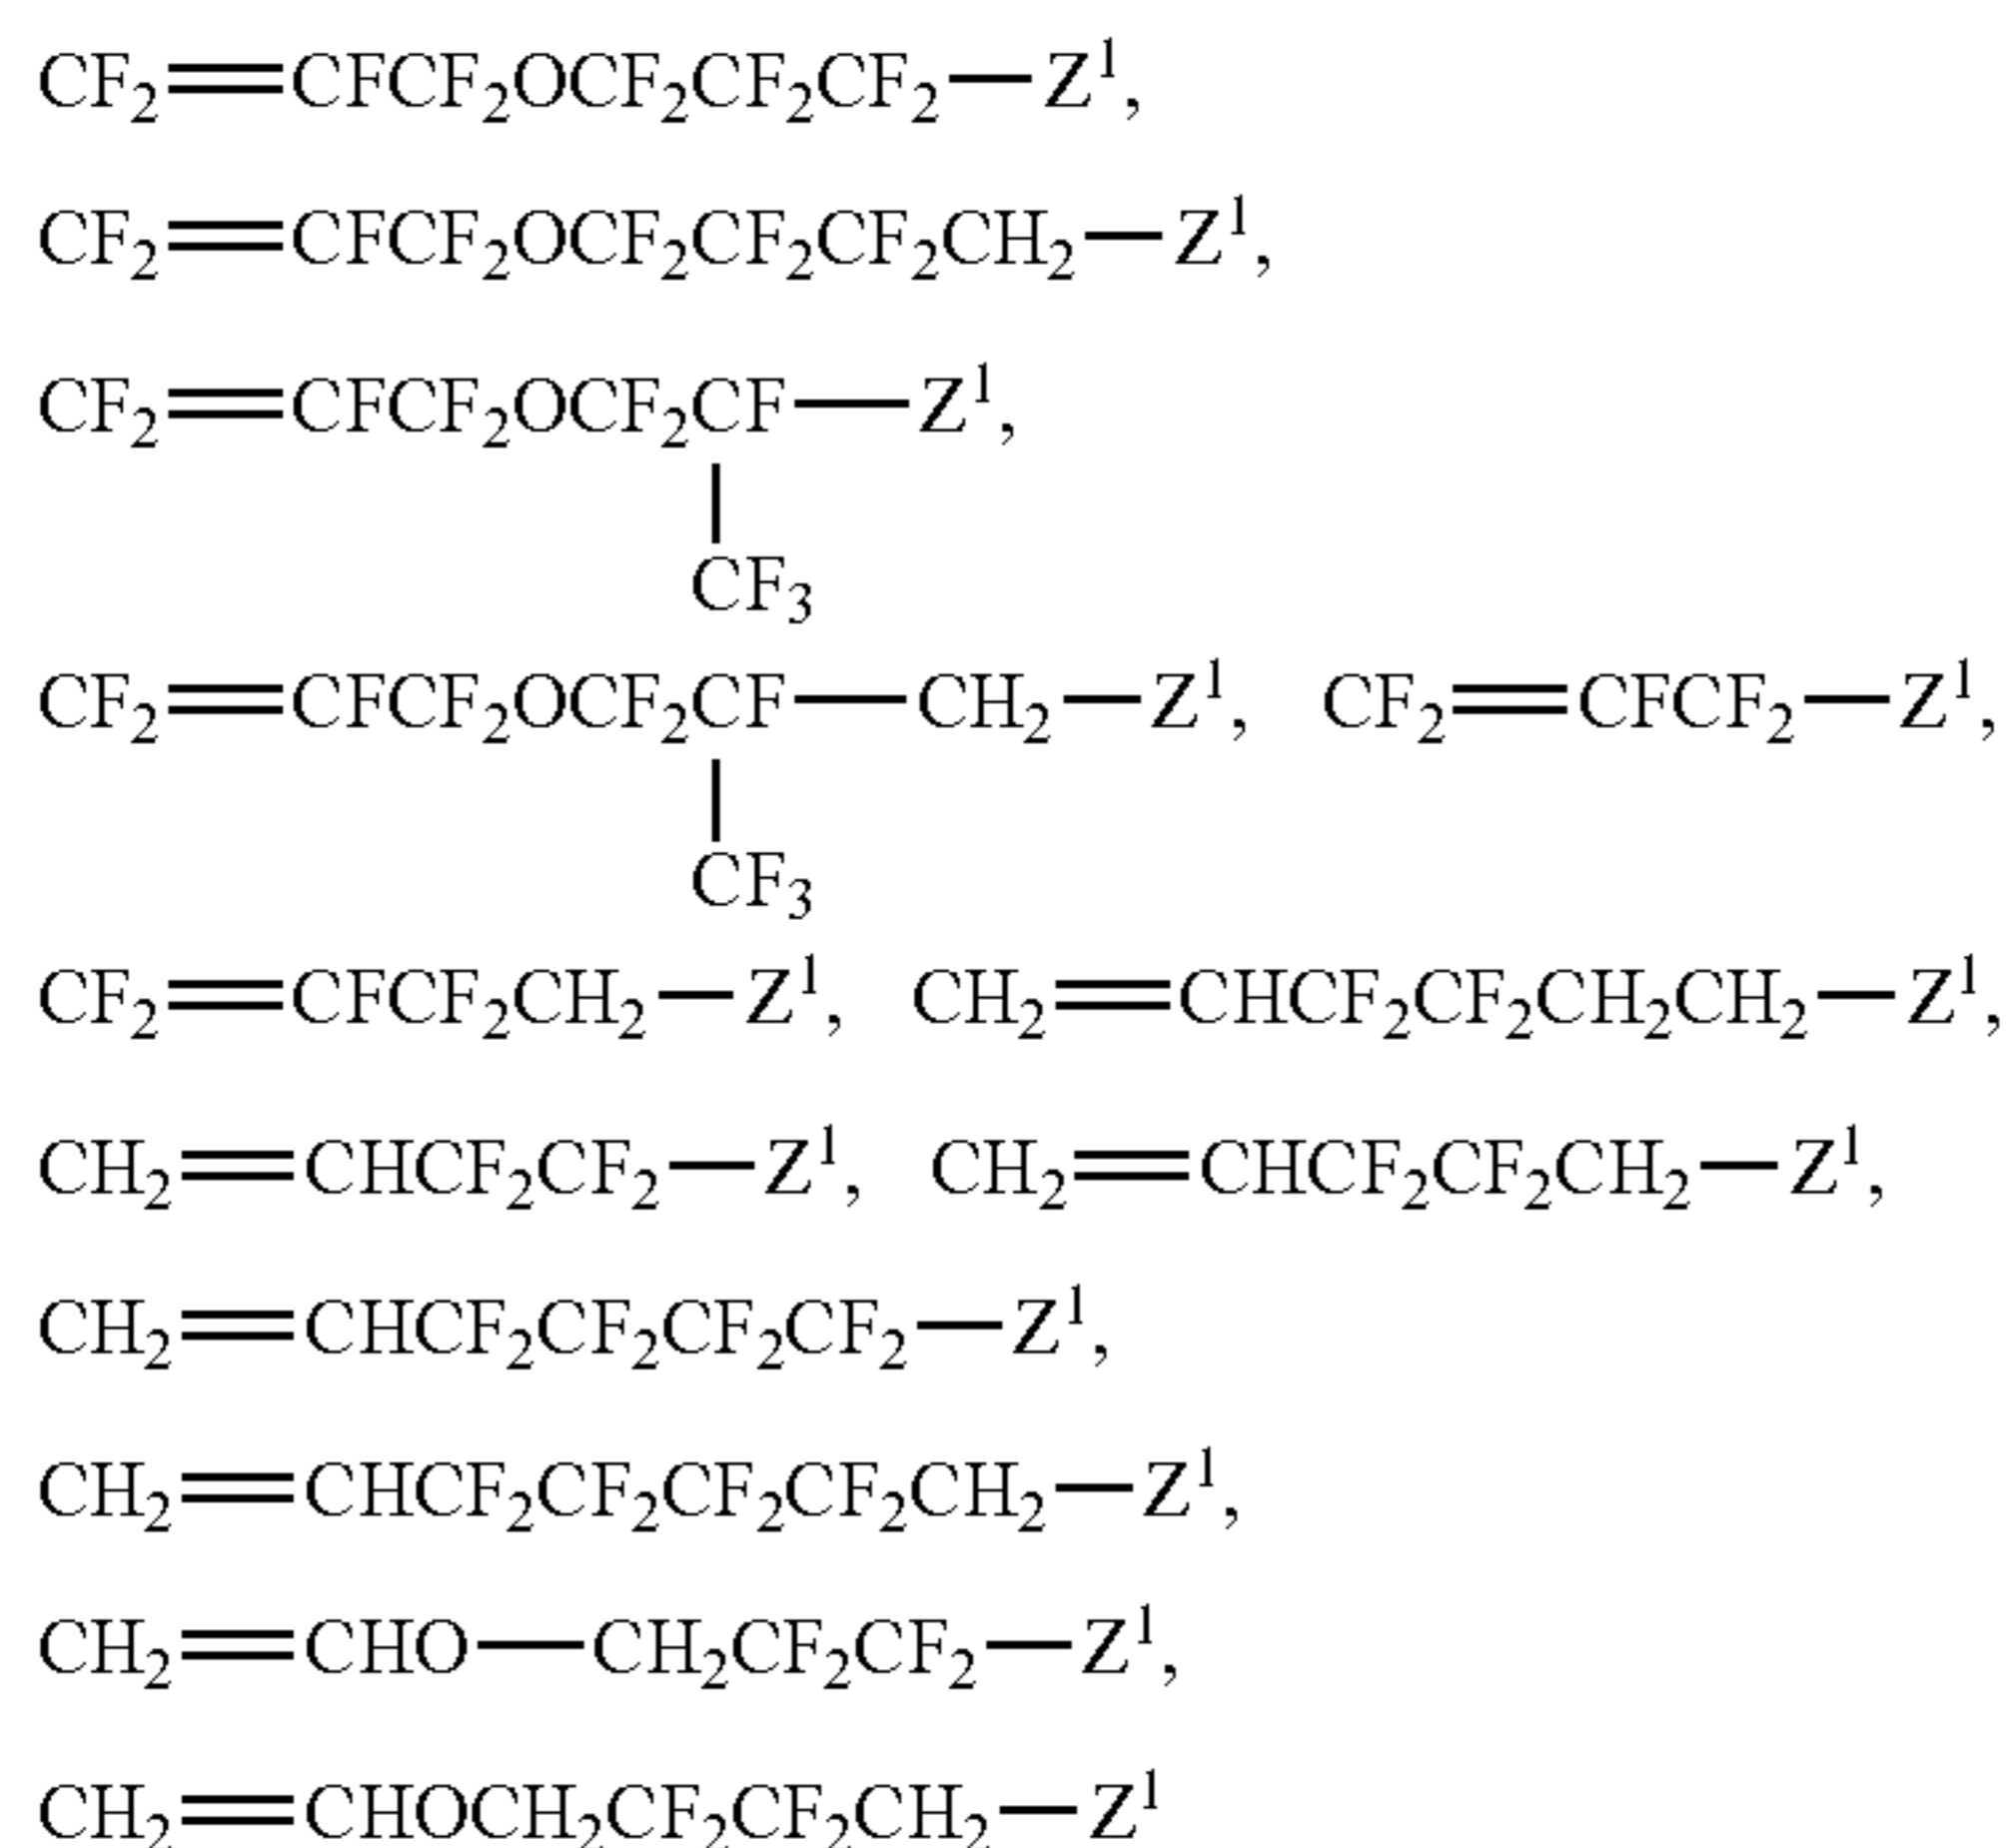 CF₂=CFCF₂OCF₂CF₂CF₂—Z¹,
CF₂=CFCF₂OCF₂CF₂CF₂CH₂—Z¹,
CF₂=CFCF₂OCF₂CF—Z¹,
CF₃
CF₂=CFCF₂OCF₂CF—CH₂—Z¹, CF₂=CFCF₂—Z¹,
CF₃
CF₂=CFCF₂CH₂—Z¹, CH₂=CHCF₂CF₂CH₂CH₂—Z¹,
CH₂=CHCF₂CF₂—Z¹, CH₂=CHCF₂CF₂CH₂—Z¹,
CH₂=CHCF₂CF₂CF₂CF₂—Z¹,
CH₂=CHCF₂CF₂CF₂CF₂CH₂—Z¹,
CH₂=CHO—CH₂CF₂CF₂—Z¹,
CH₂=CHOCH₂CF₂CF₂CH₂—Z¹